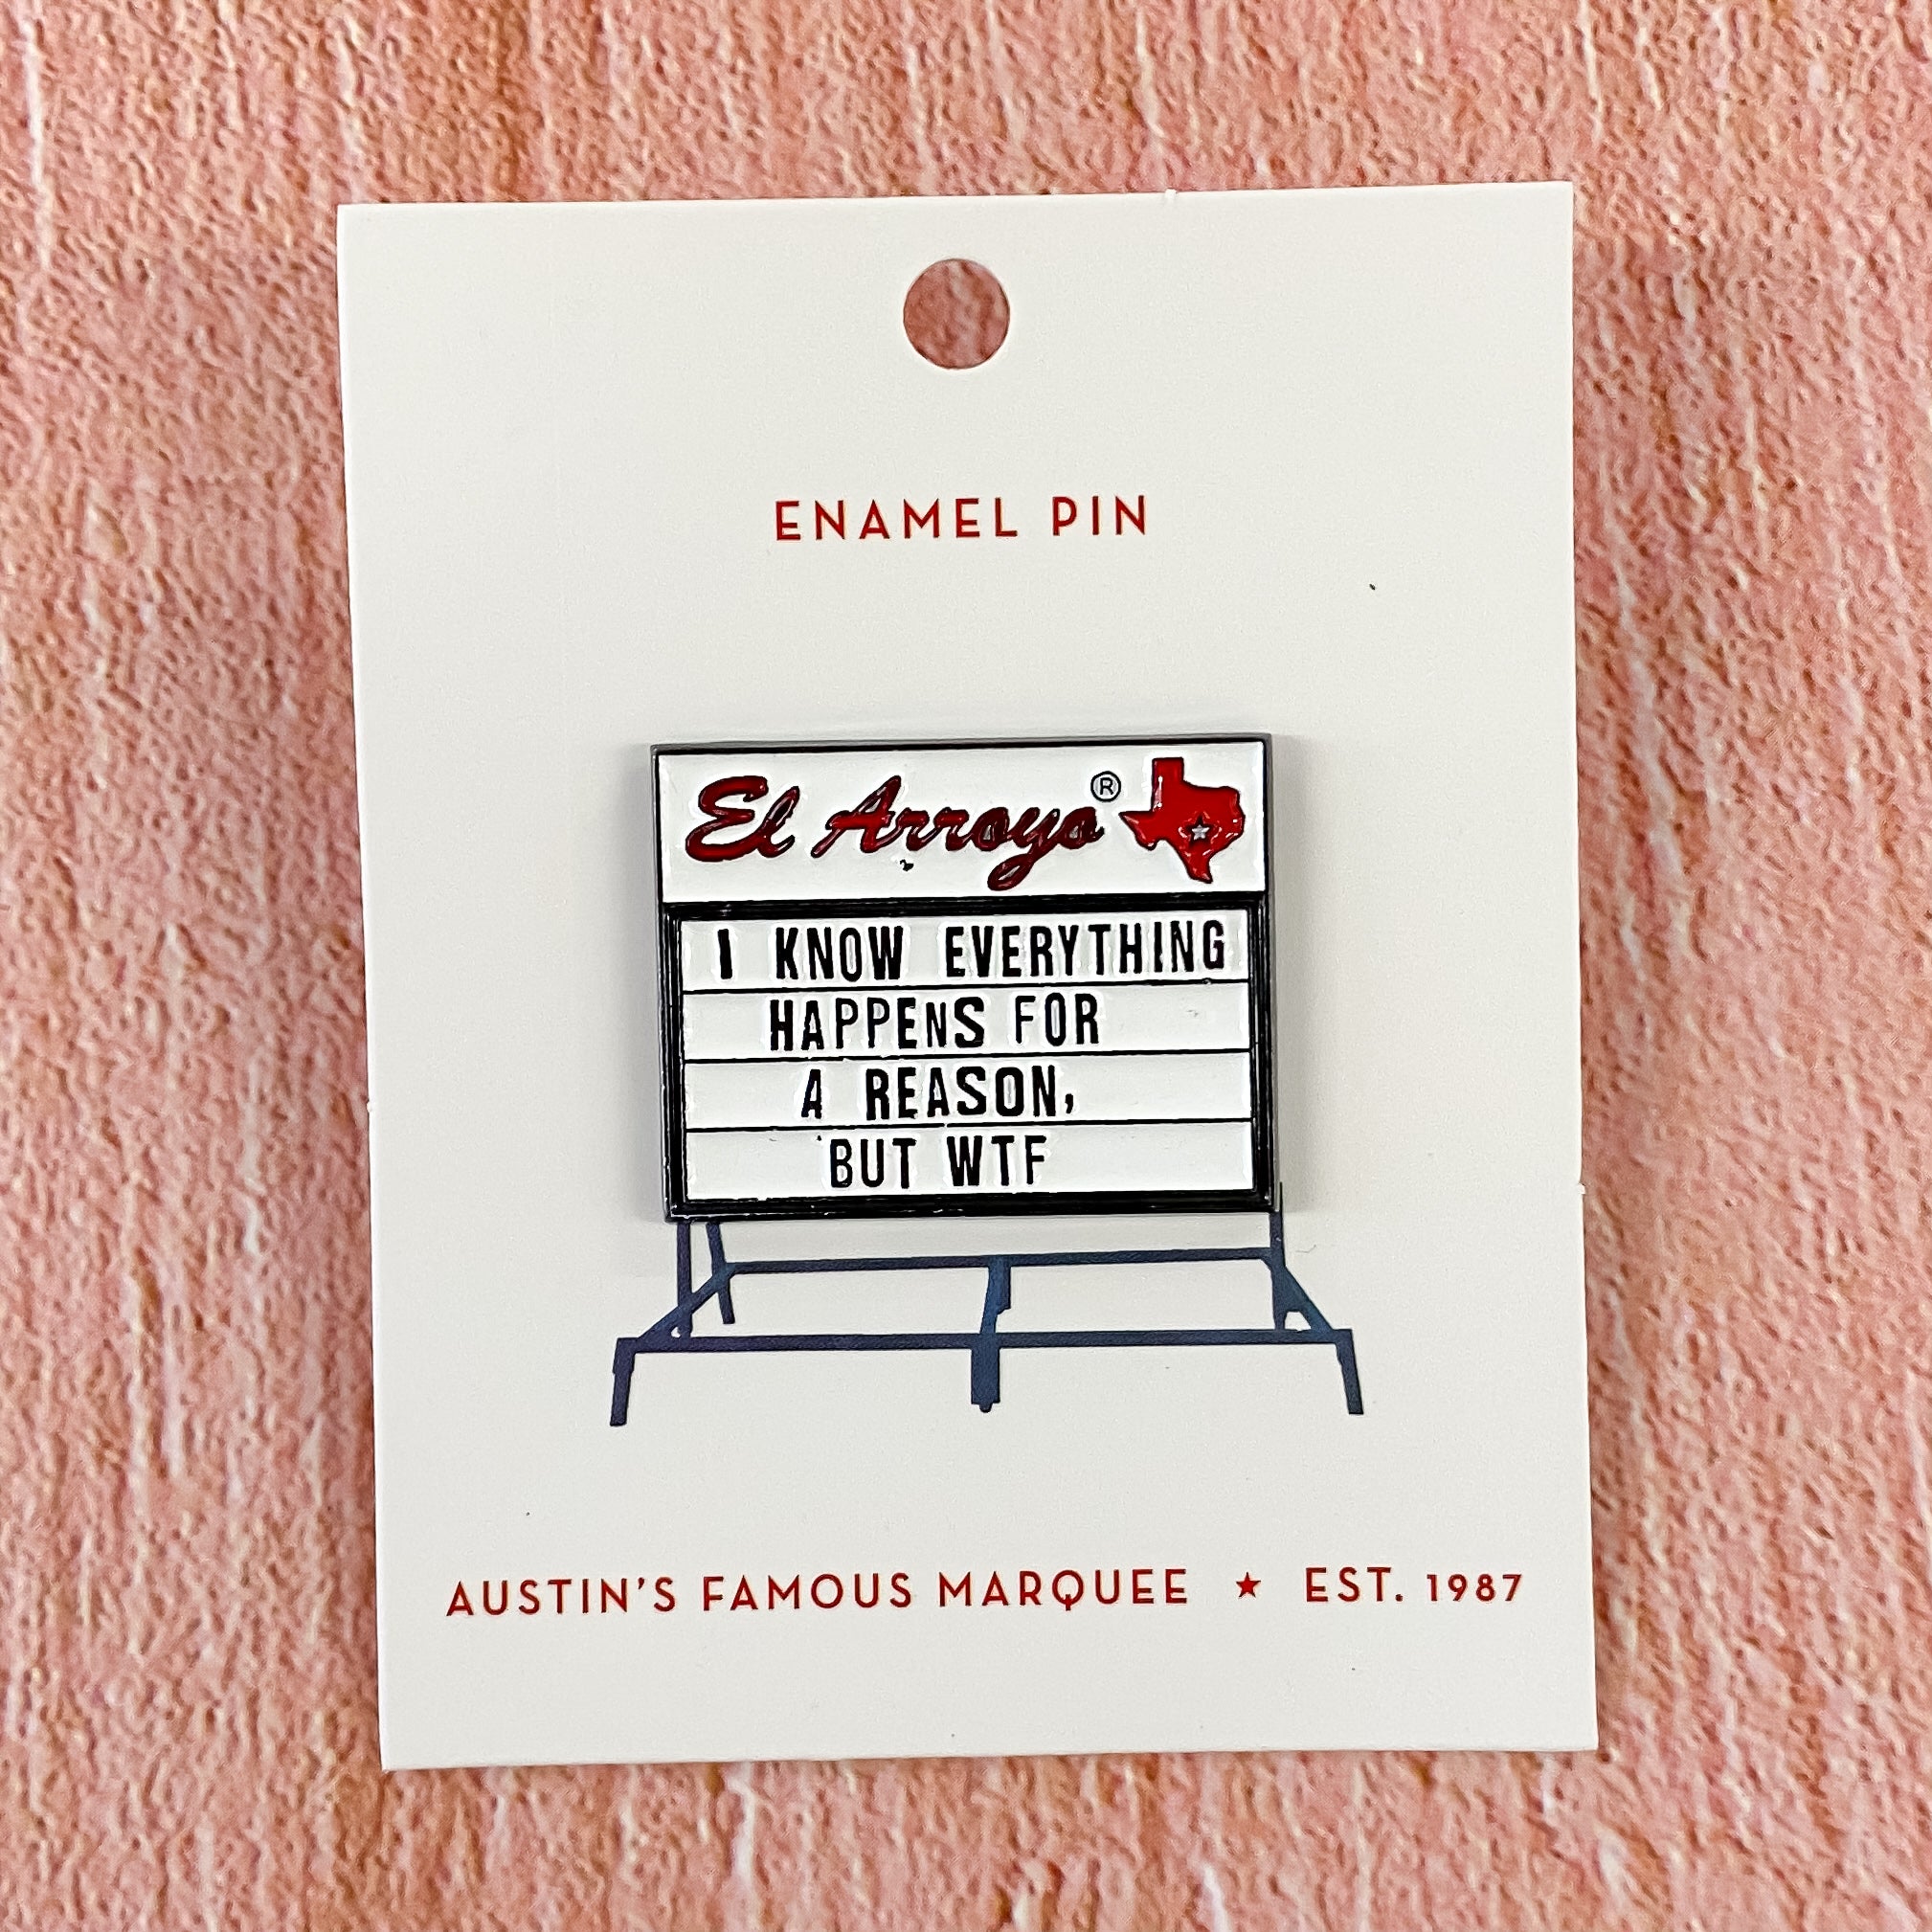 ENAMEL PIN
El Arroyo®
I KNOW EVERYTHING
HAPPENS FOR
A REASON,
BUT WTF
AUSTIN'S FAMOUS MARQUEE ★ EST. 1987